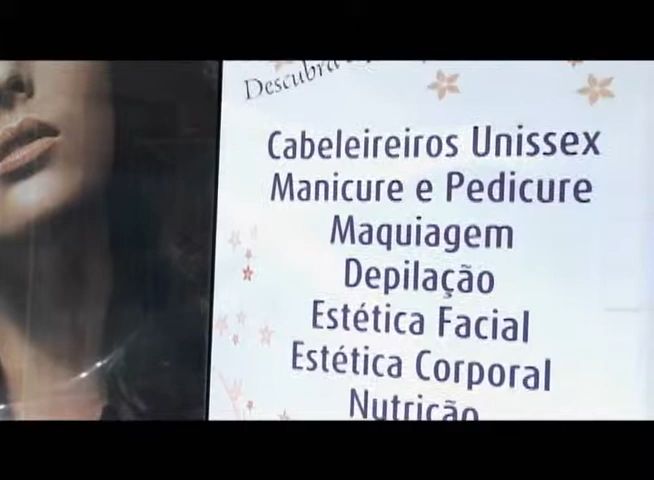 Descubra
Cabeleireiros Unissex
Manicure e Pedicure
Maquiagem
Depilação
Estética Facial
Estética Corporal
Nutrição